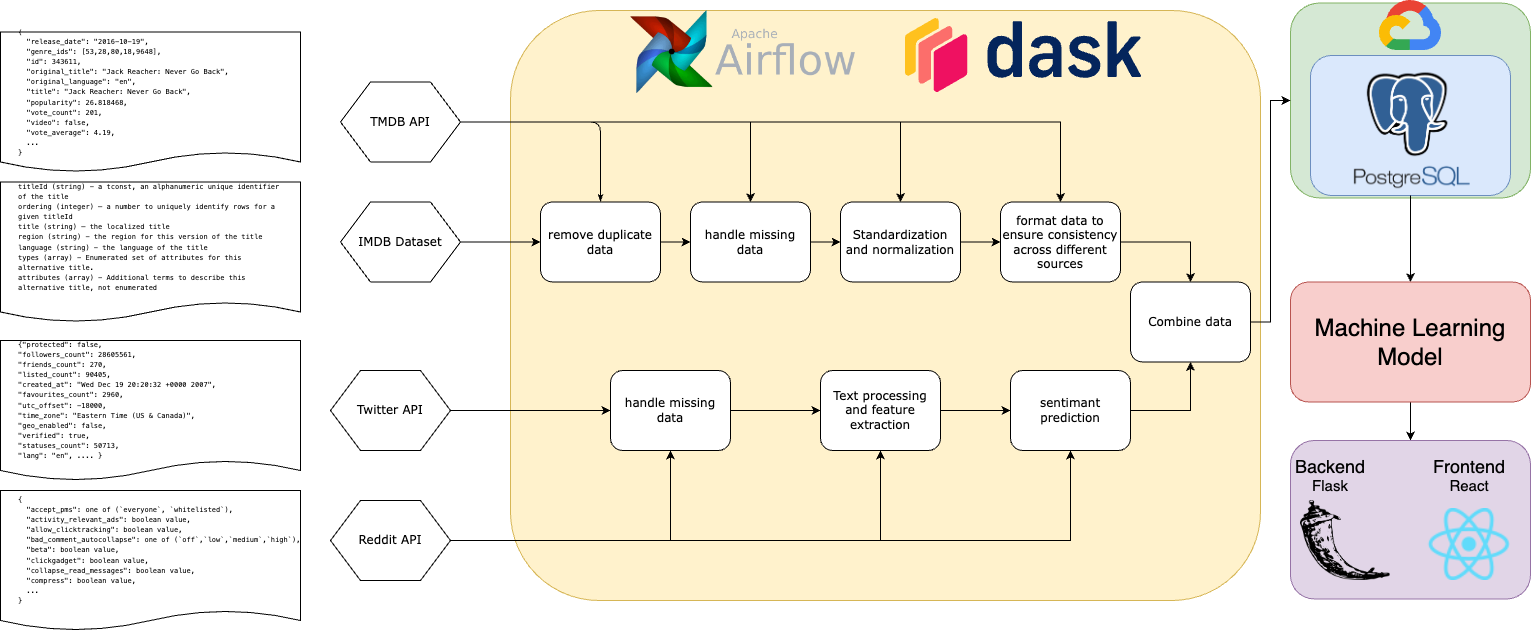 {
"release_date": "2016-10-19",
"genre_ids": [53,28,80,18,9648],
"id": 343611,
"original_title": "Jack Reacher: Never Go Back",
"original_language": "en",
"title": "Jack Reacher: Never Go Back",
"popularity": 26.818468,
"vote_count": 201,
"video": false,
"vote_average": 4.19,
...
}
titleId (string) – a tconst, an alphanumeric unique identifier
of the title
ordering (integer) – a number to uniquely identify rows for a
given titleId
title (string) – the localized title
region (string) – the region for this version of the title
language (string) – the language of the title
types (array) – Enumerated set of attributes for this
alternative title.
attributes (array) – Additional terms to describe this
alternative title, not enumerated
{"protected": false,
"followers_count": 28605561,
"friends_count": 270,
"listed_count": 90405,
"created_at": "Wed Dec 19 20:20:32 +0000 2007",
"favourites_count": 2960,
"utc_offset": -18000,
"time_zone": "Eastern Time (US & Canada)",
"geo_enabled": false,
"verified": true,
"statuses_count": 50713,
"lang": "en", .... }
{
"accept_pms": one of (`everyone`, `whitelisted`),
"activity_relevant_ads": boolean value,
"allow_clicktracking": boolean value,
"bad_comment_autocollapse": one of (`off`,`low`,`medium`,`high`),
"beta": boolean value,
"clickgadget": boolean value,
"collapse_read_messages": boolean value,
"compress": boolean value,
...
}
TMDB API
IMDB Dataset
Twitter API
Reddit API
Apache
Airflow
dask
remove duplicate
data
handle missing
data
Standardization
and normalization
format data to
ensure consistency
across different
sources
Combine data
handle missing
data
Text processing
and feature
extraction
sentimant
prediction
PostgreSQL
Machine Learning
Model
Backend
Flask
Frontend
React